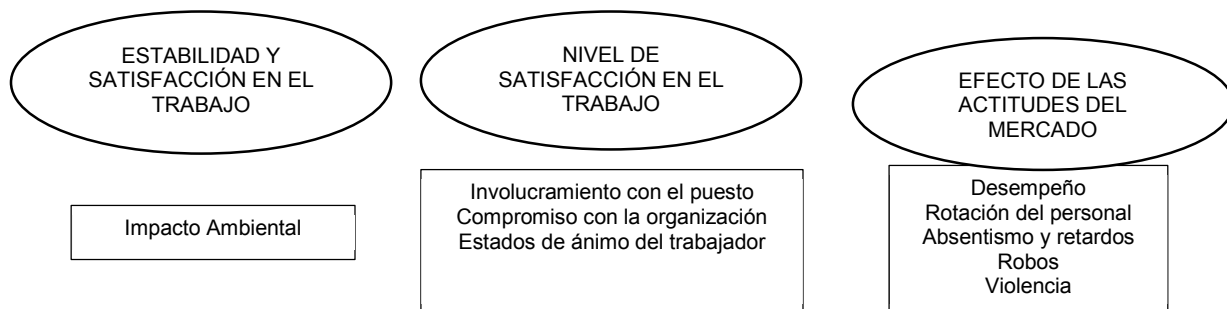 ESTABILIDAD Y
SATISFACCIÓN EN EL
TRABAJO
Impacto Ambiental
NIVEL DE
SATISFACCIÓN EN EL
TRABAJO
Involucramiento con el puesto
Compromiso con la organización
Estados de ánimo del trabajador
EFECTO DE LAS
ACTITUDES DEL
MERCADO
Desempeño
Rotación del personal
Absentismo y retardos
Robos
Violencia